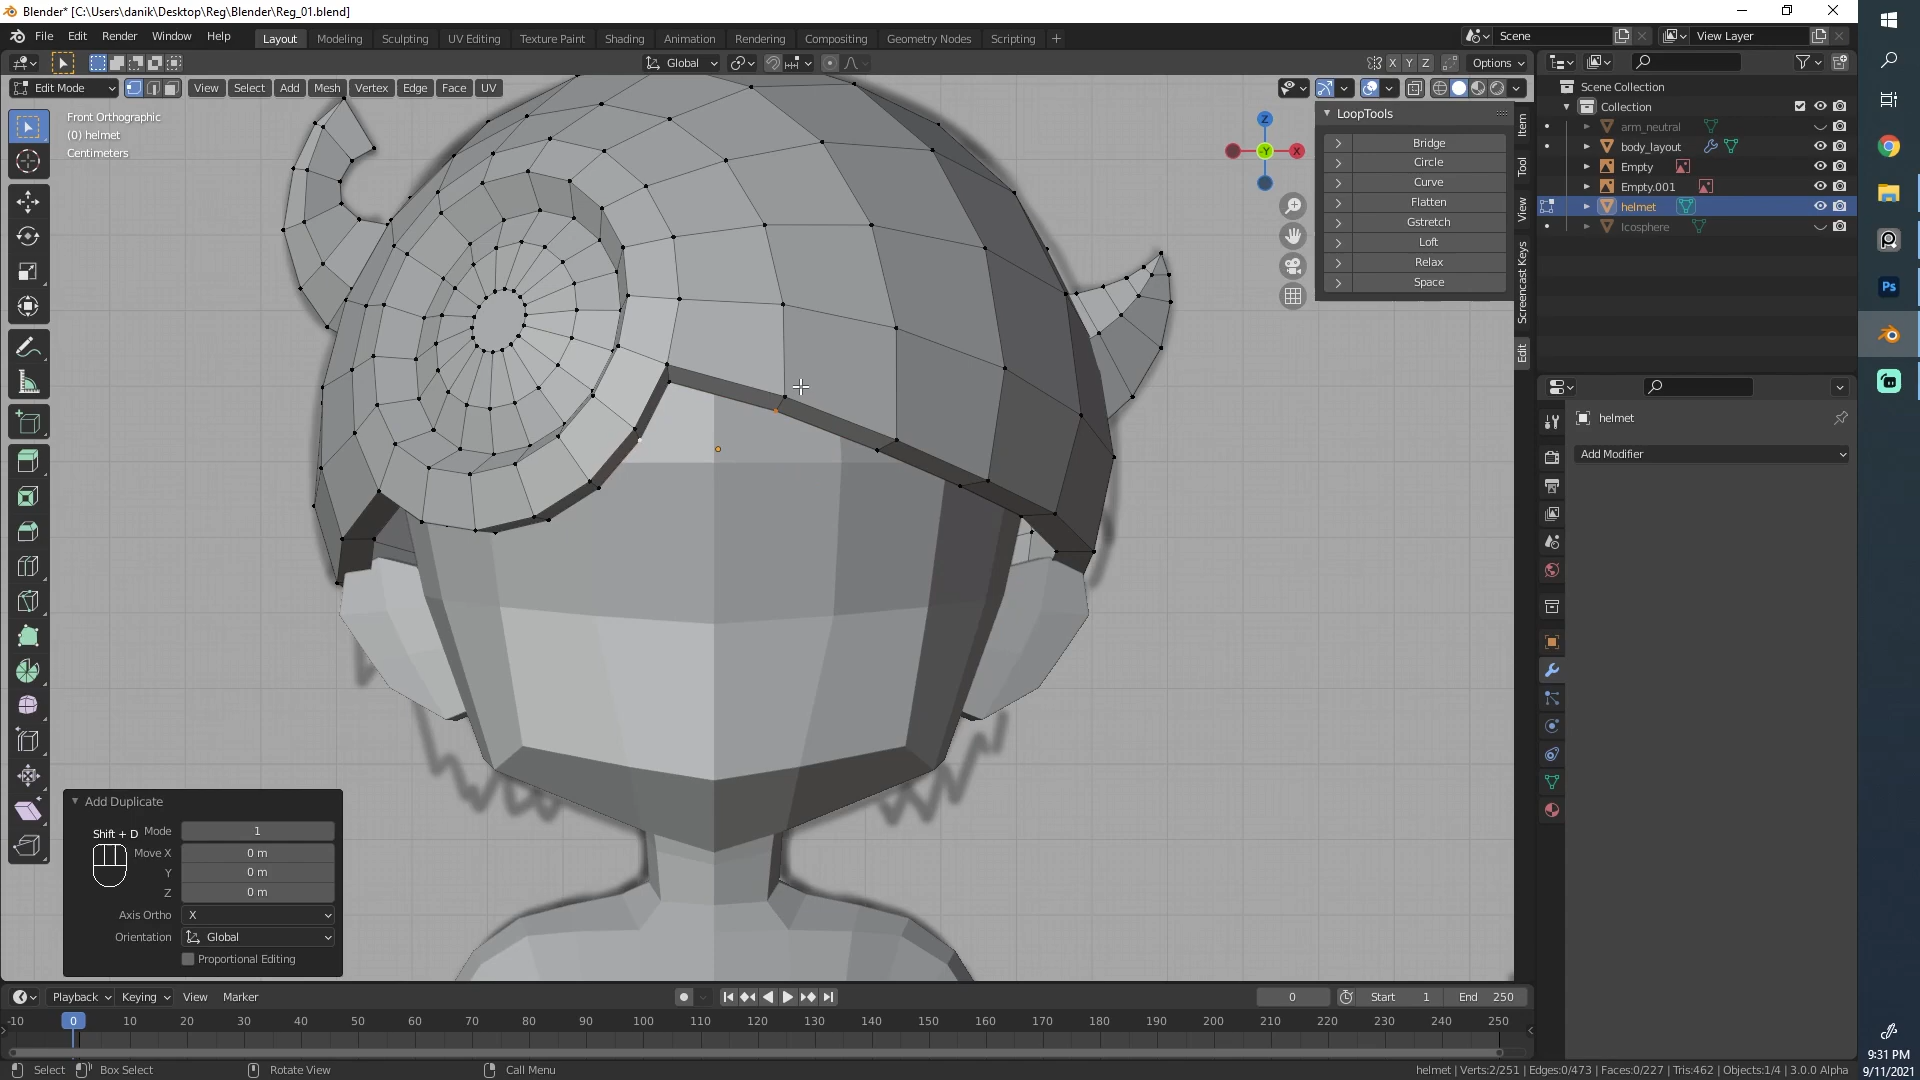 Blender* [C:\Users\danik\Desktop\Reg\Blender\Reg_01.blend]
File Edit Render Window Help
Layout Modeling Sculpting UV Editing Texture Paint Shading Animation Rendering Compositing Geometry Nodes Scripting +
Scene
View Layer
Global
X Y Z
Options
Edit Mode
View Select Add Mesh Vertex Edge Face UV
Front Orthographic
(0) helmet
Centimeters
Z
-Y
X
LoopTools
Bridge
Circle
Curve
Flatten
Gstretch
Loft
Relax
Space
Item
Tool
View
Screencast Keys
Edit
Scene Collection
Collection
arm_neutral
body_layout
Empty
Empty.001
helmet
Icosphere
helmet
Add Modifier
Ps
Add Duplicate
Shift + D
Mode 1
Move X 0 m
Y 0 m
Z 0 m
Axis Ortho X
Orientation Global
Proportional Editing
Playback Keying View Marker
0
Start 1
End 250
-10 0 10 20 30 40 50 60 70 80 90 100 110 120 130 140 150 160 170 180 190 200 210 220 230 240 250
Select
Box Select
Rotate View
Call Menu
helmet | Verts:2/251 | Edges:0/473 | Faces:0/227 | Tris:462 | Objects:1/4 | 3.0.0 Alpha
9:31 PM
9/11/2021